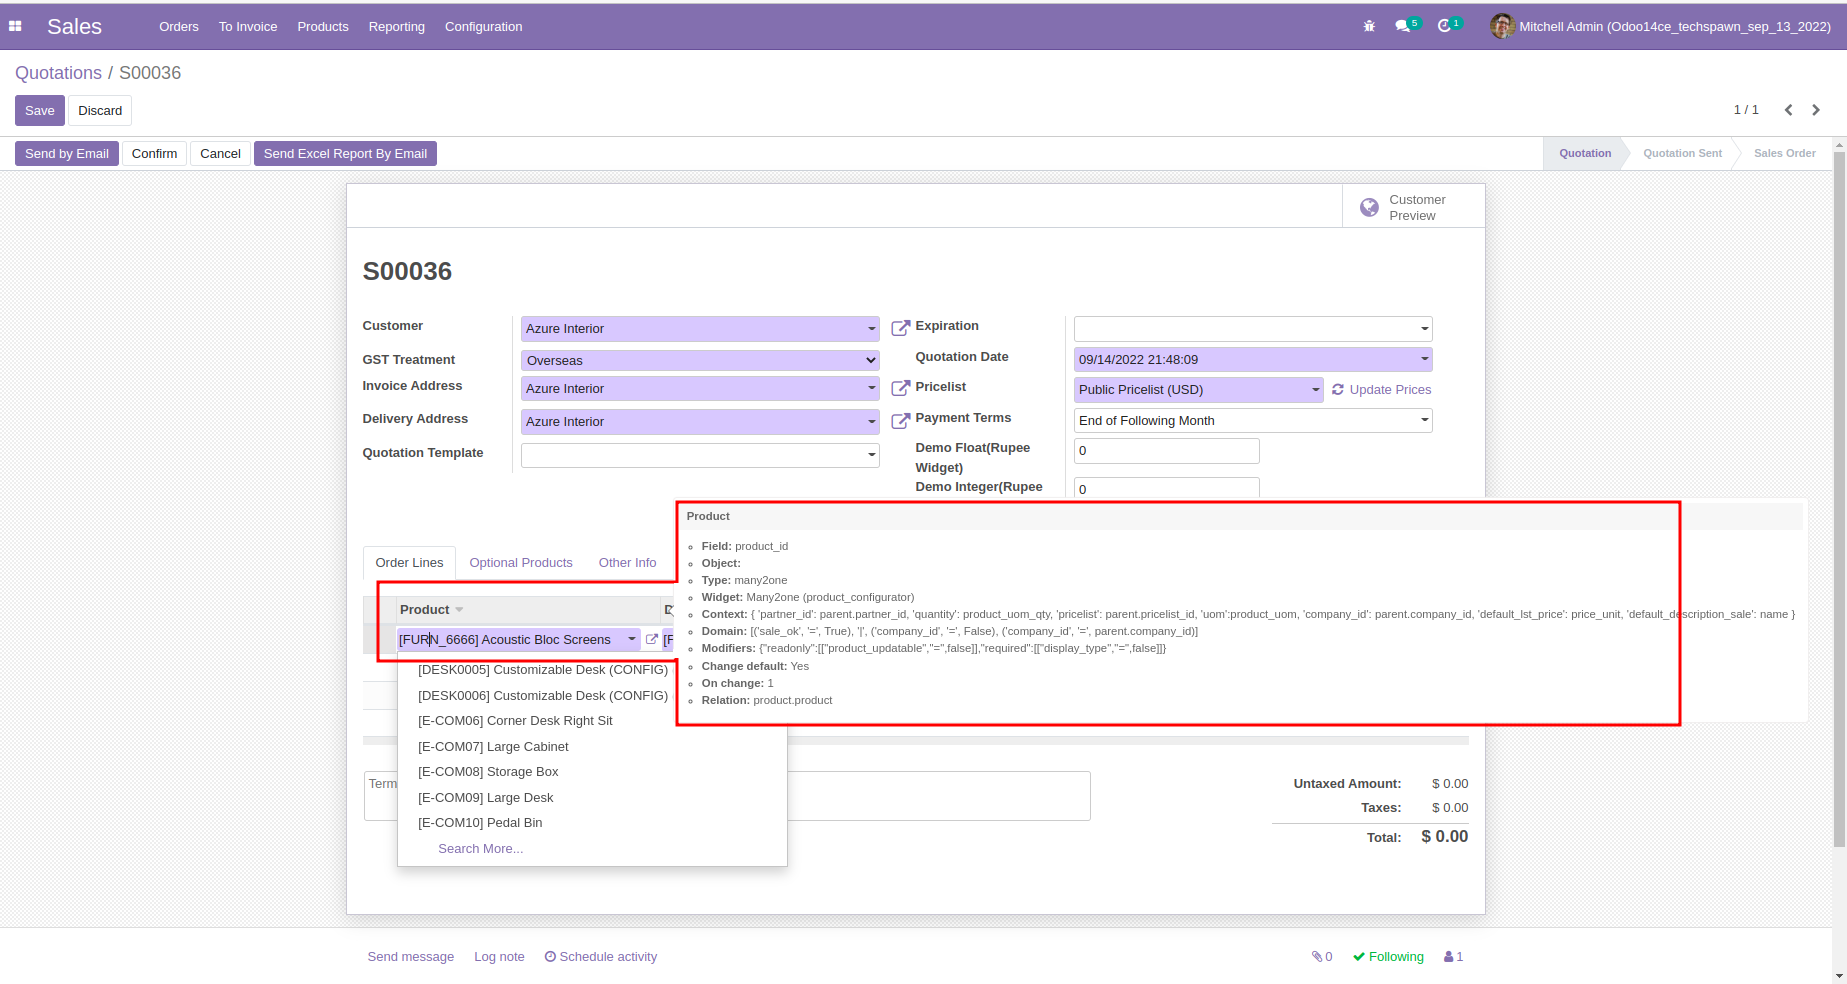 Sales Orders To Invoice Products Reporting Configuration 5 1 Mitchell Admin (Odoo14ce_techspawn_sep_13_2022)
Quotations / S00036
Save Discard 1 / 1
Send by Email Confirm Cancel Send Excel Report By Email Quotation Quotation Sent Sales Order
Customer
Preview
S00036
Customer Azure Interior Expiration
GST Treatment Overseas Quotation Date 09/14/2022 21:48:09
Invoice Address Azure Interior Pricelist Public Pricelist (USD) Update Prices
Delivery Address Azure Interior Payment Terms End of Following Month
Quotation Template Demo Float(Rupee
Widget) 0
Demo Integer(Rupee 0
Product
Field: product_id
Object:
Type: many2one
Widget: Many2one (product_configurator)
Context: { 'partner_id': parent.partner_id, 'quantity': product_uom_qty, 'pricelist': parent.pricelist_id, 'uom':product_uom, 'company_id': parent.company_id, 'default_lst_price': price_unit, 'default_description_sale': name }
Domain: [('sale_ok', '=', True), '|', ('company_id', '=', False), ('company_id', '=', parent.company_id)]
Modifiers: {"readonly":[["product_updatable","=",false]],"required":[["display_type","=",false]]}
Change default: Yes
On change: 1
Relation: product.product
Order Lines Optional Products Other Info
Product
[FURN_6666] Acoustic Bloc Screens [F
[DESK0005] Customizable Desk (CONFIG)
[DESK0006] Customizable Desk (CONFIG)
[E-COM06] Corner Desk Right Sit
[E-COM07] Large Cabinet
[E-COM08] Storage Box
[E-COM09] Large Desk
[E-COM10] Pedal Bin
Search More...
Term
Untaxed Amount: $ 0.00
Taxes: $ 0.00
Total: $ 0.00
Send message Log note Schedule activity 0 Following 1